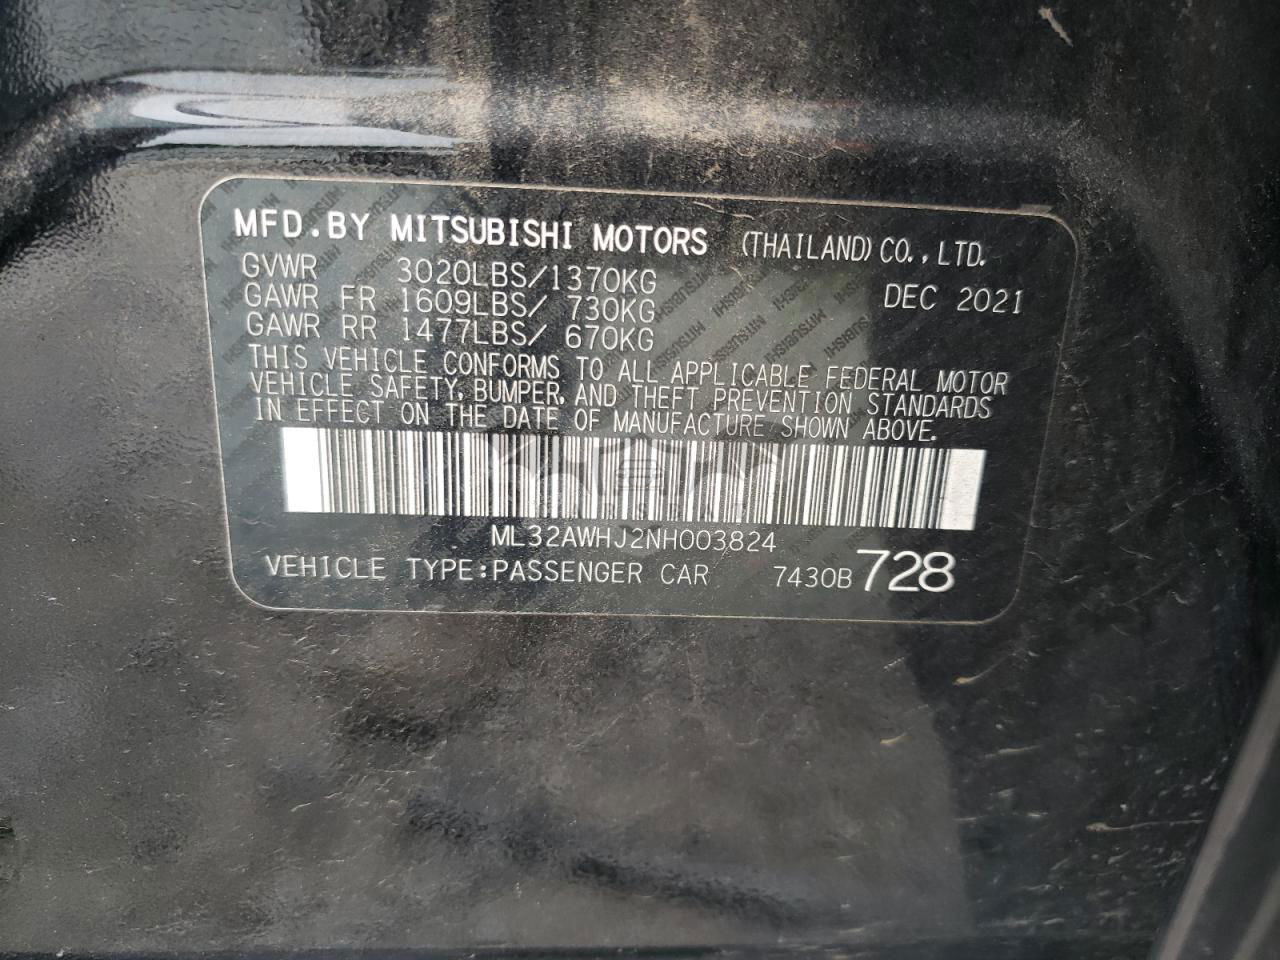 MFD.BY MITSUBISHI MOTORS (THAILAND) CO., LTD.
GVWR 3020LBS/1370KG
GAWR FR 1609LBS/ 730KG DEC 2021
GAWR RR 1477LBS/ 670KG
THIS VEHICLE CONFORMS TO ALL APPLICABLE FEDERAL MOTOR
VEHICLE SAFETY, BUMPER, AND THEFT PREVENTION STANDARDS
IN EFFECT ON THE DATE OF MANUFACTURE SHOWN ABOVE.
ML32AWHJ2NH003824
VEHICLE TYPE:PASSENGER CAR 7430B 728